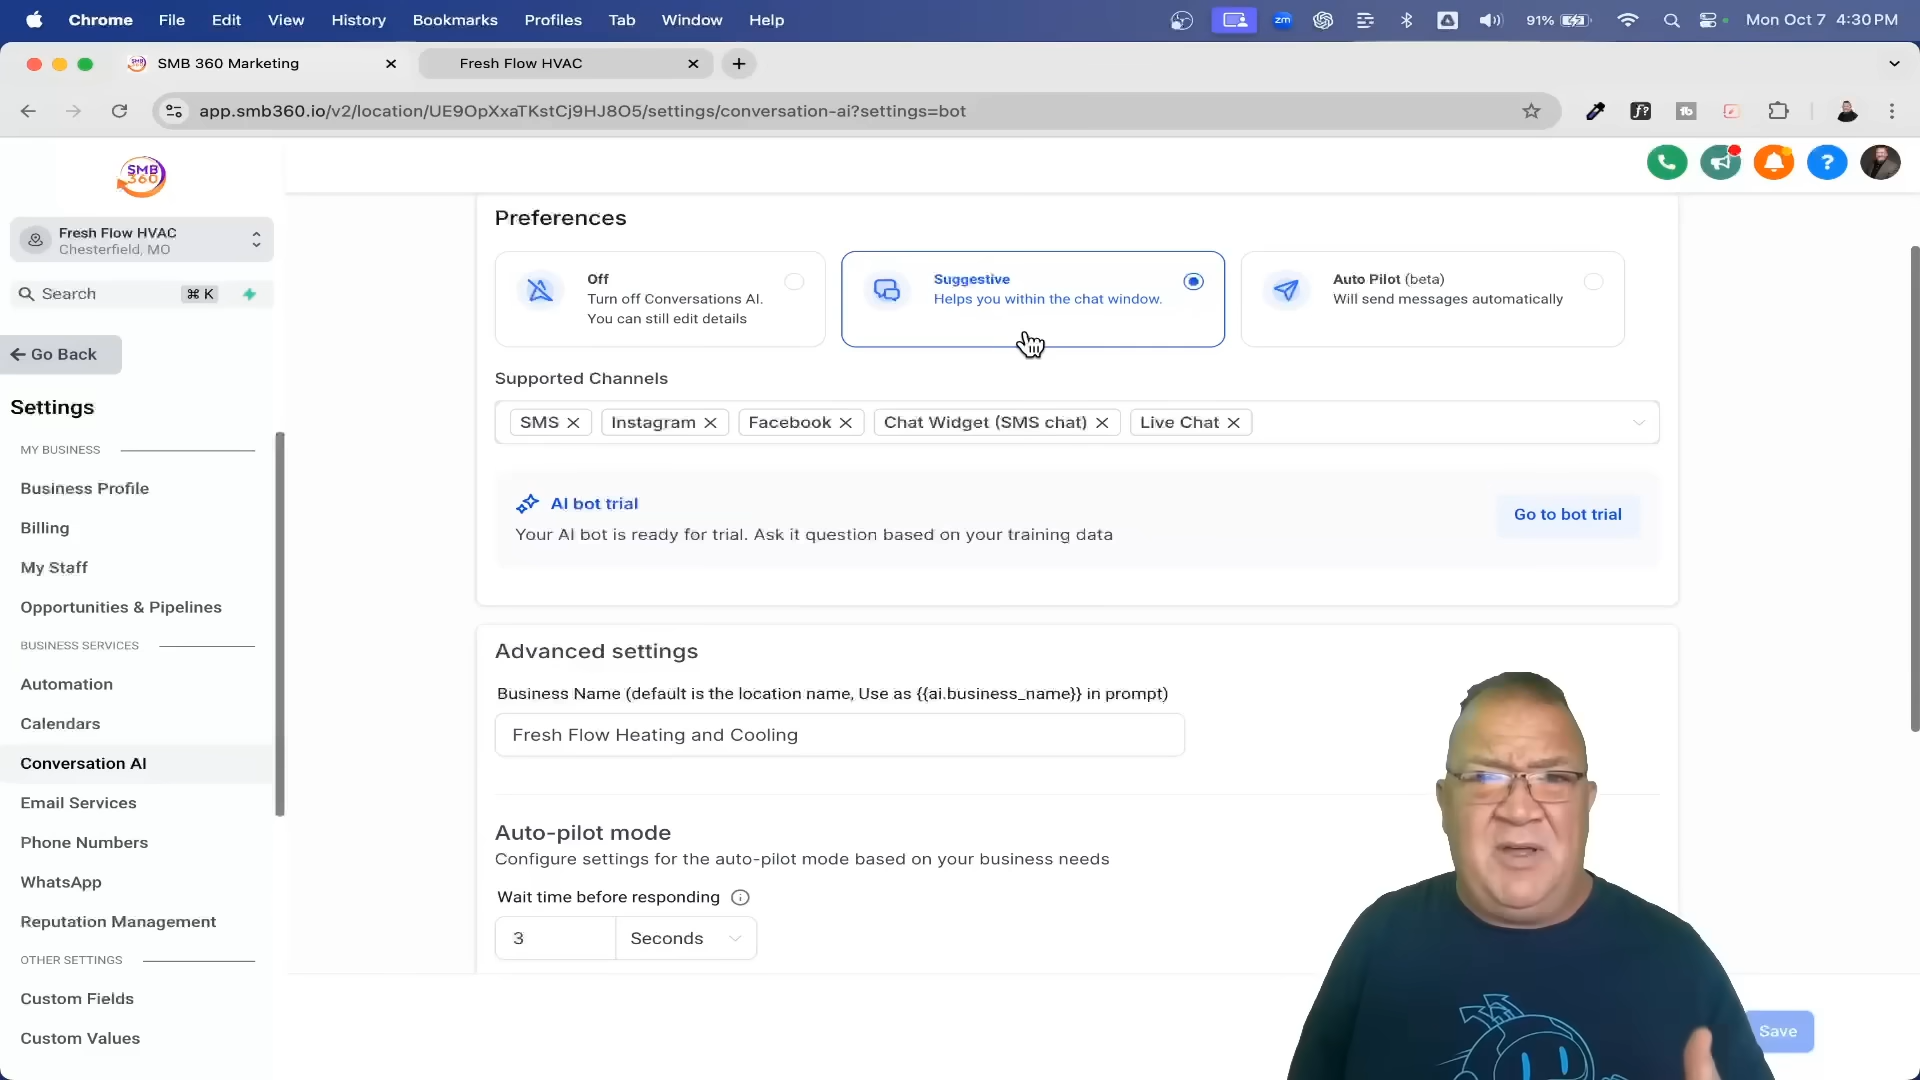 Chrome File Edit View History Bookmarks Profiles Tab Window Help
zm 91% Mon Oct 7 4:30 PM
SMB 360 Marketing
Fresh Flow HVAC
app.smb360.io/v2/location/UE9OpXxaTKstCj9HJ8O5/settings/conversation-ai?settings=bot
f?
tb
SMB
360
Fresh Flow HVAC
Chesterfield, MO
Search ⌘ K
Go Back
Settings
MY BUSINESS
Business Profile
Billing
My Staff
Opportunities & Pipelines
BUSINESS SERVICES
Automation
Calendars
Conversation AI
Email Services
Phone Numbers
WhatsApp
Reputation Management
OTHER SETTINGS
Custom Fields
Custom Values
Preferences
Off
Turn off Conversations AI.
You can still edit details
Suggestive
Helps you within the chat window.
Auto Pilot (beta)
Will send messages automatically
Supported Channels
SMS Instagram Facebook Chat Widget (SMS chat) Live Chat
AI bot trial
Your AI bot is ready for trial. Ask it question based on your training data
Go to bot trial
Advanced settings
Business Name (default is the location name, Use as {{ai.business_name}} in prompt)
Fresh Flow Heating and Cooling
Auto-pilot mode
Configure settings for the auto-pilot mode based on your business needs
Wait time before responding
3 Seconds
Save